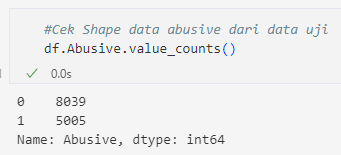 #Cek Shape data abusive dari data uji
df.Abusive.value_counts()
0.0s
0    8039
1    5005
Name: Abusive, dtype: int64